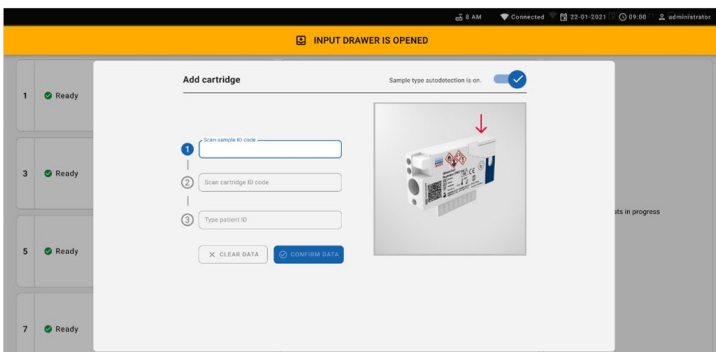 8 AM Connected 22-01-2021 09:00 administrator
INPUT DRAWER IS OPENED
Add cartridge
Sample type autodetection is on.
1 Ready
Scan sample ID code
1
3 Ready
2 Scan cartridge ID code
3 Type patient ID
sts in progress
5 Ready
CLEAR DATA CONFIRM DATA
7 Ready